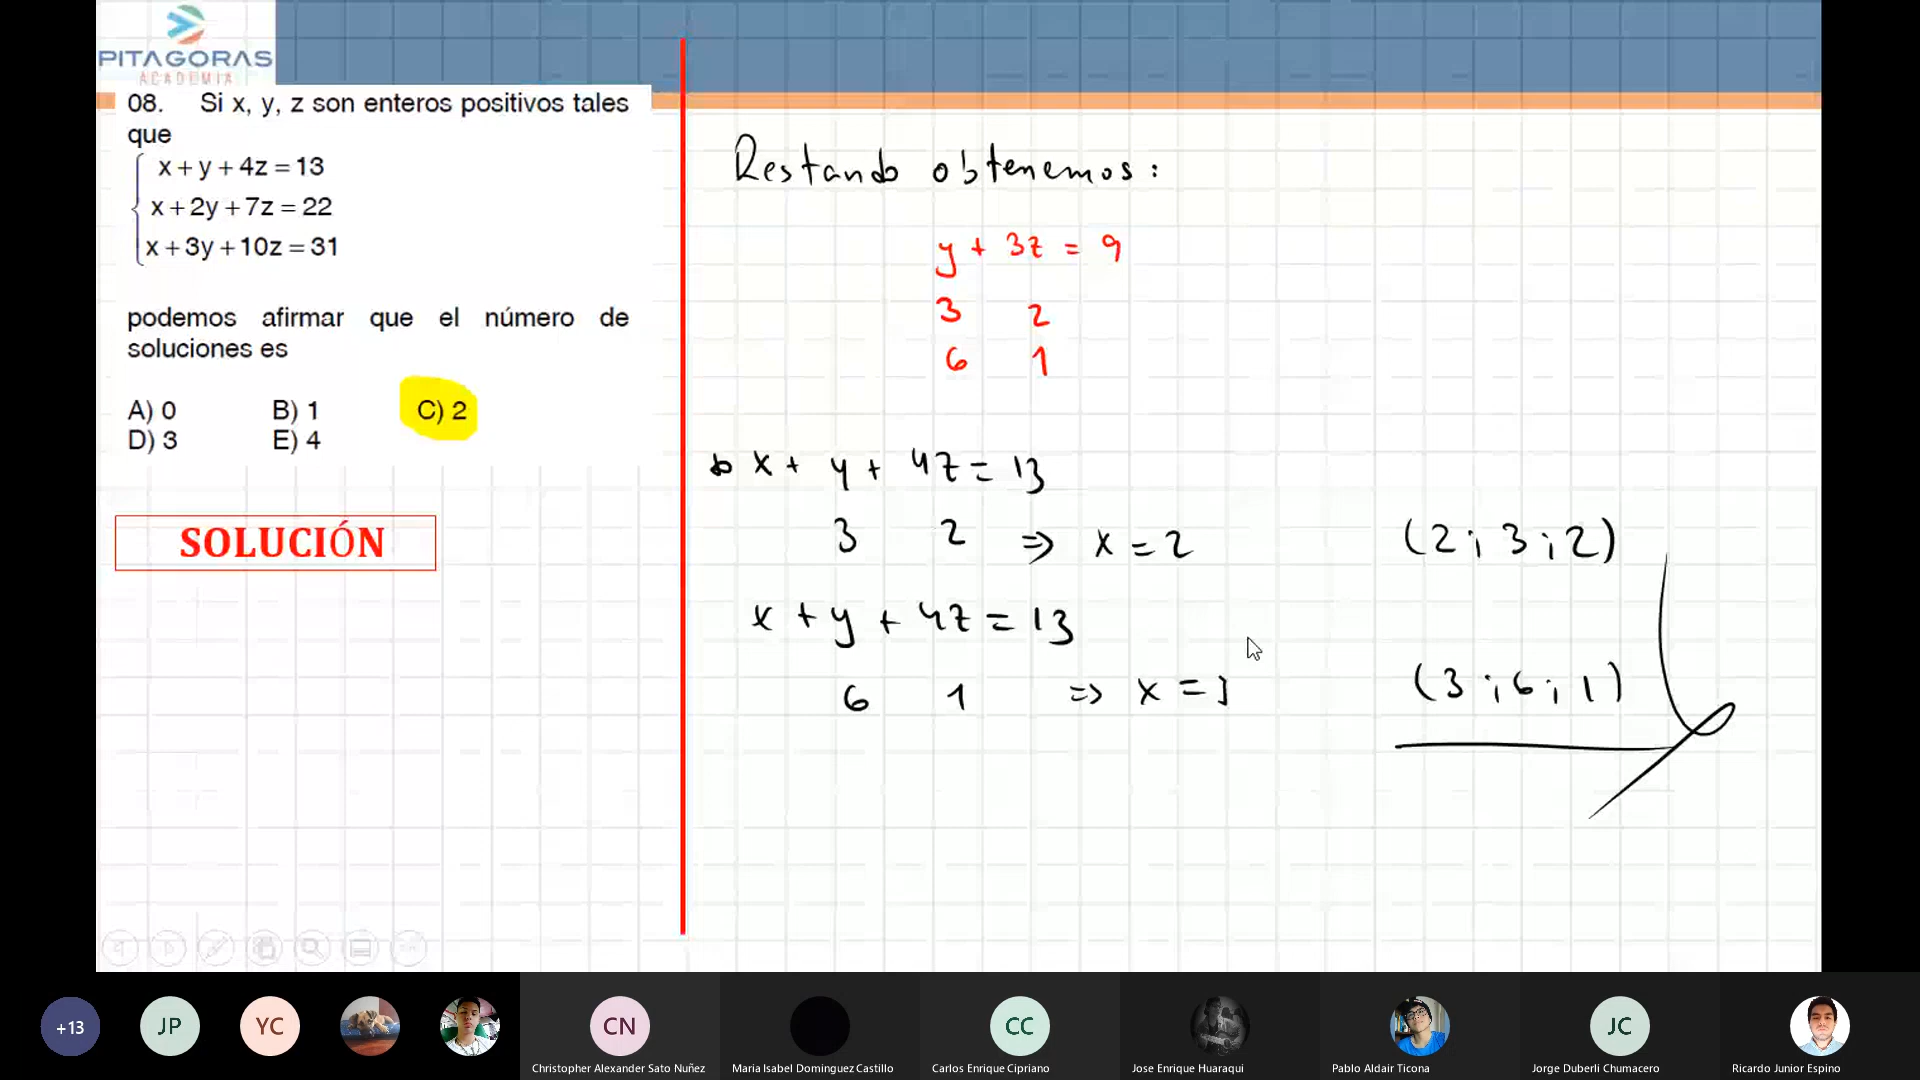 PITAGORAS
ACADEMIA
08. Si x, y, z son enteros positivos tales
que
x + y + 4z = 13
x + 2y + 7z = 22
x + 3y + 10z = 31
podemos afirmar que el número de
soluciones es
A) 0 B) 1 C) 2
D) 3 E) 4
SOLUCIÓN
Restando obtenemos:
y + 3z = 9
3 2
6 1
x + y + 4z = 13
3 2 ⇒ x = 2 (2;3;2)
x + y + 4z = 13
6 1 ⇒ x = 3 (3;6;1)
+13 JP YC CN CC JC
Christopher Alexander Sato Nuñez Maria Isabel Dominguez Castillo Carlos Enrique Cipriano Jose Enrique Huaraqui Pablo Aldair Ticona Jorge Duberli Chumacero Ricardo Junior Espino